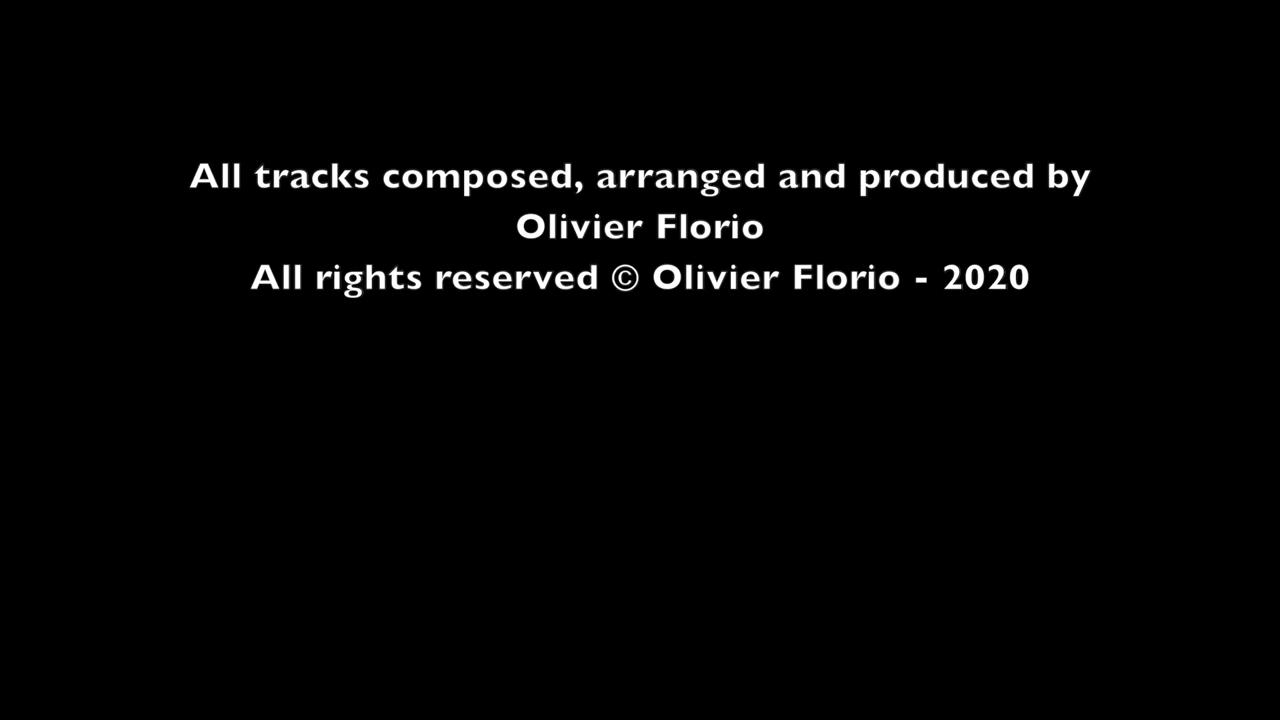 All tracks composed, arranged and produced by
Olivier Florio
All rights reserved © Olivier Florio - 2020